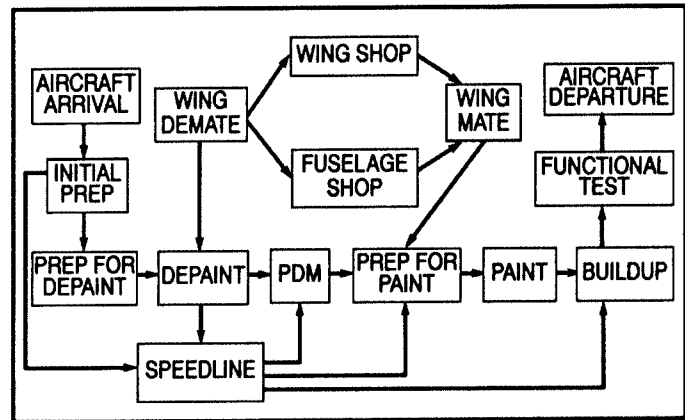 AIRCRAFT
ARRIVAL
INITIAL
PREP
PREP FOR
DEPAINT
WING
DEMATE
WING SHOP
FUSELAGE
SHOP
WING
MATE
DEPAINT
SPEEDLINE
PDM
PREP FOR
PAINT
PAINT
BUILDUP
FUNCTIONAL
TEST
AIRCRAFT
DEPARTURE